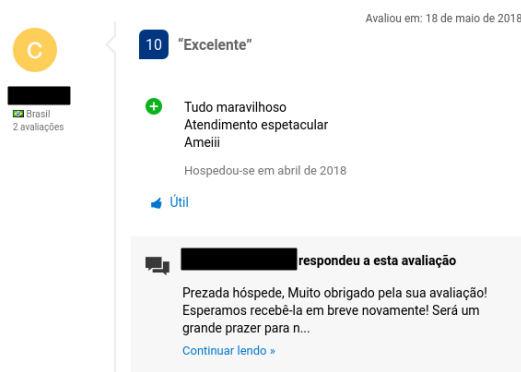 Avaliou em: 18 de maio de 2018
C
10 “Excelente”
Brasil
2 avaliações
Tudo maravilhoso
Atendimento espetacular
Ameiii
Hospedou-se em abril de 2018
Útil
respondeu a esta avaliação
Prezada hóspede, Muito obrigado pela sua avaliação!
Esperamos recebê-la em breve novamente! Será um
grande prazer para n...
Continuar lendo »